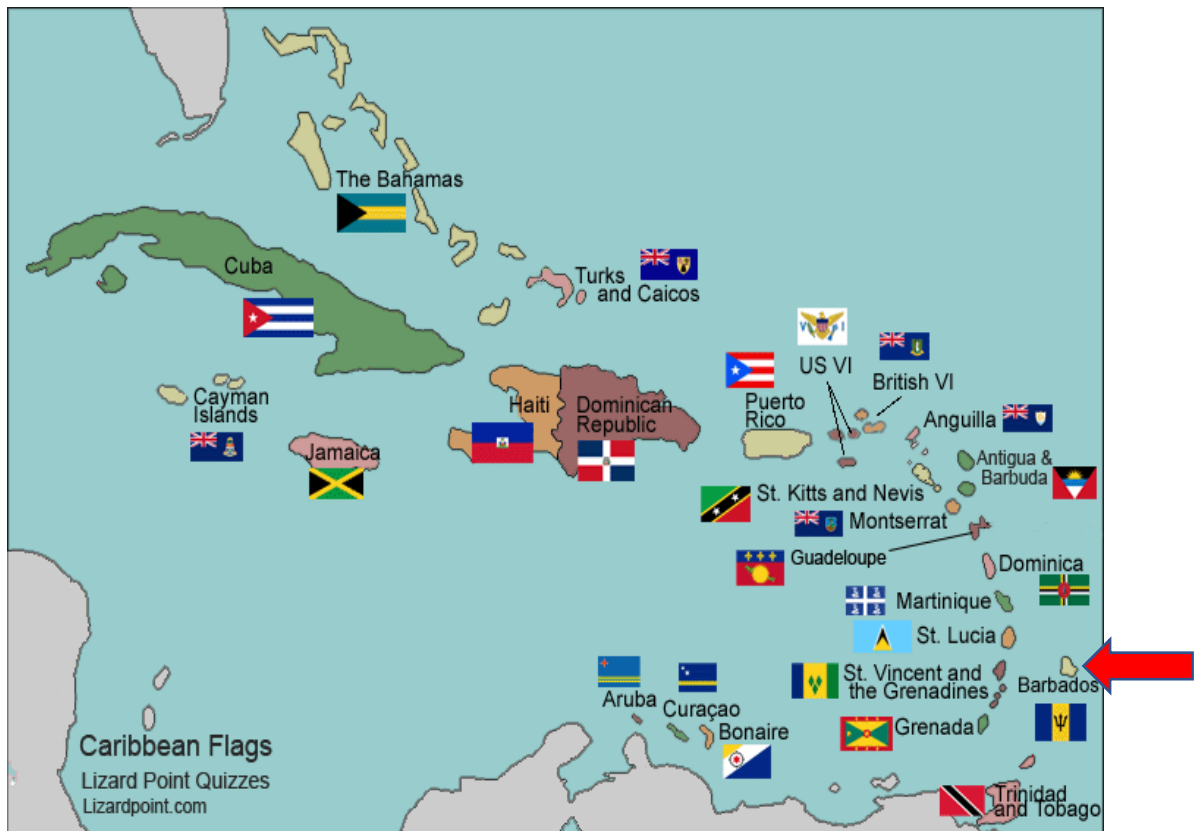 The Bahamas
Cuba
Turks
and Caicos
US VI
V I
British VI
Cayman
Islands
Haiti
Dominican
Republic
Puerto
Rico
Anguilla
Jamaica
Antigua &
Barbuda
St. Kitts and Nevis
Montserrat
Guadeloupe
Dominica
Martinique
St. Lucia
St. Vincent and
the Grenadines
Barbados
Aruba
Curaçao
Bonaire
Grenada
Caribbean Flags
Lizard Point Quizzes
Lizardpoint.com
Trinidad
and Tobago